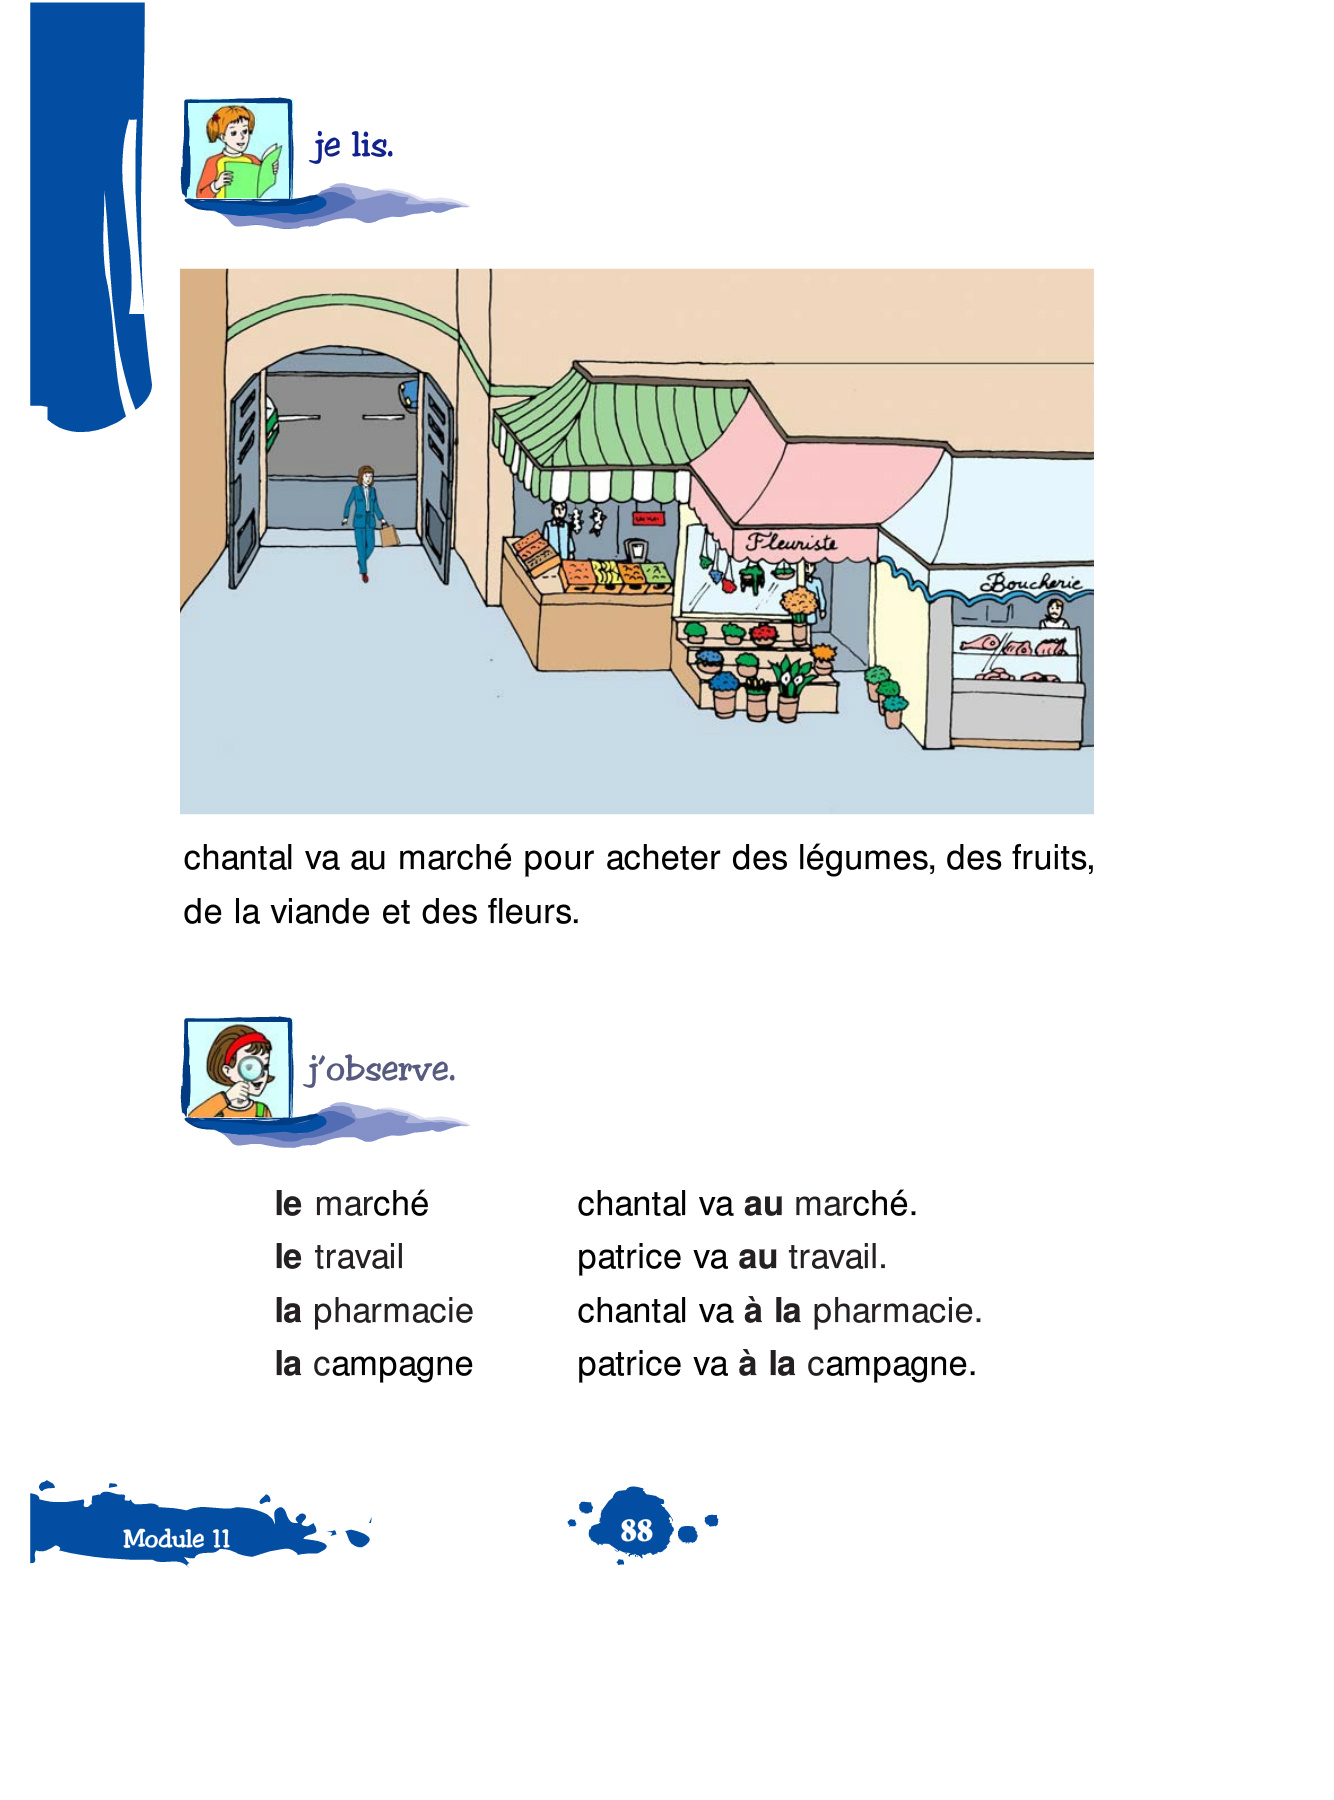 je lis.
Fleuriste
Boucherie
chantal va au marché pour acheter des légumes, des fruits,
de la viande et des fleurs.
j'observe.
le marché chantal va au marché.
le travail patrice va au travail.
la pharmacie chantal va à la pharmacie.
la campagne patrice va à la campagne.
Module 11
88